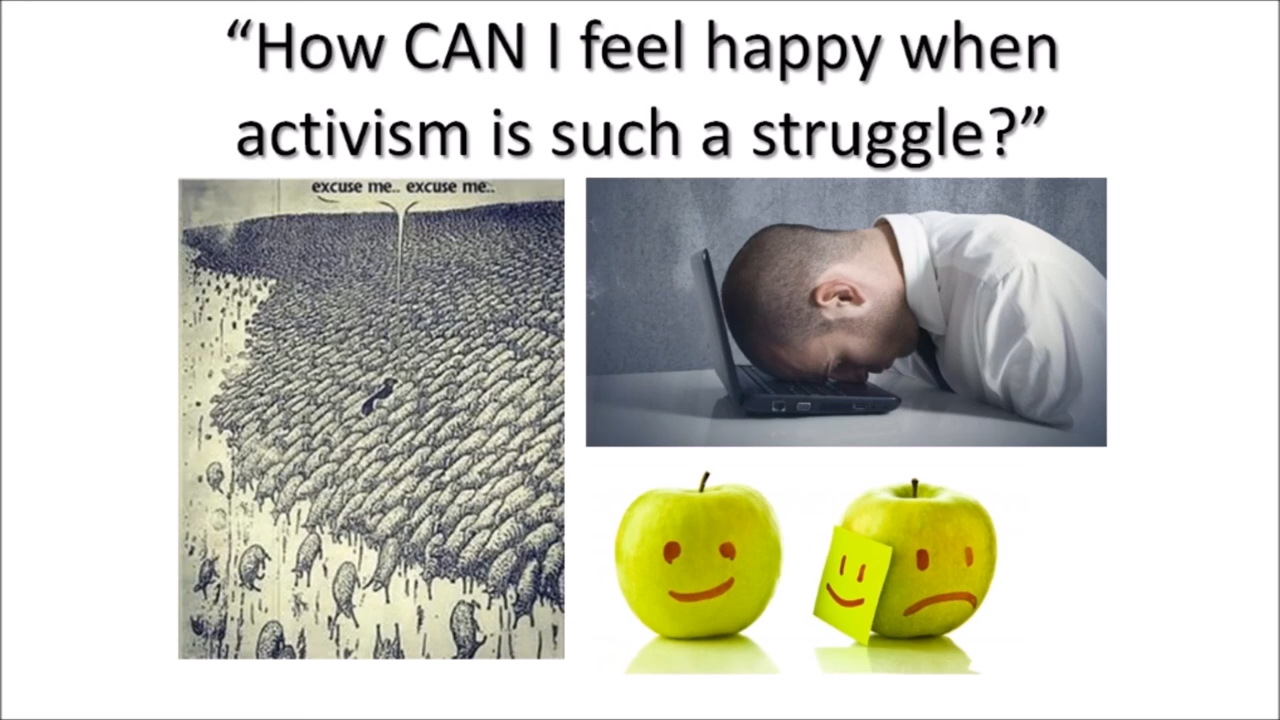 “How CAN I feel happy when
activism is such a struggle?”
excuse me.. excuse me..